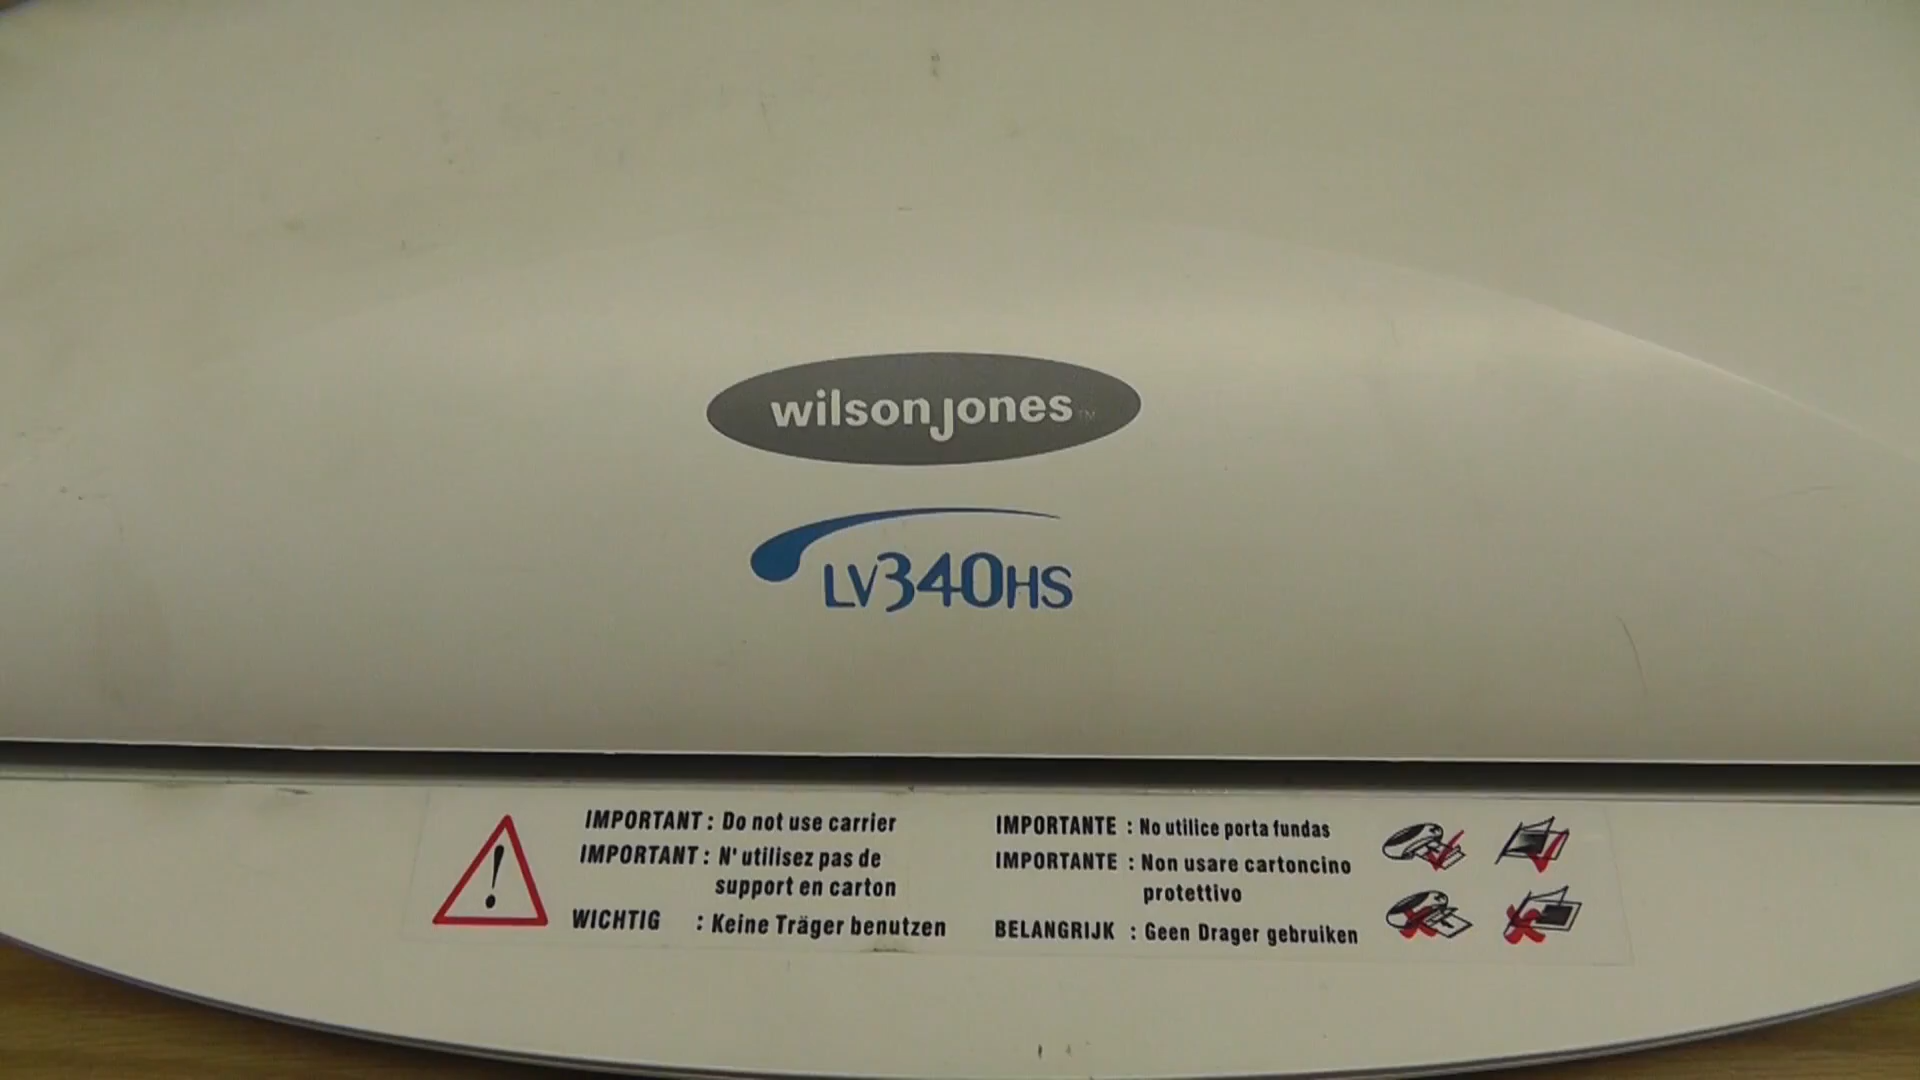 wilson jones™
LV340HS
IMPORTANT : Do not use carrier
IMPORTANT : N' utilisez pas de
support en carton
WICHTIG : Keine Träger benutzen
IMPORTANTE : No utilice porta fundas
IMPORTANTE : Non usare cartoncino
protettivo
BELANGRIJK : Geen Drager gebruiken